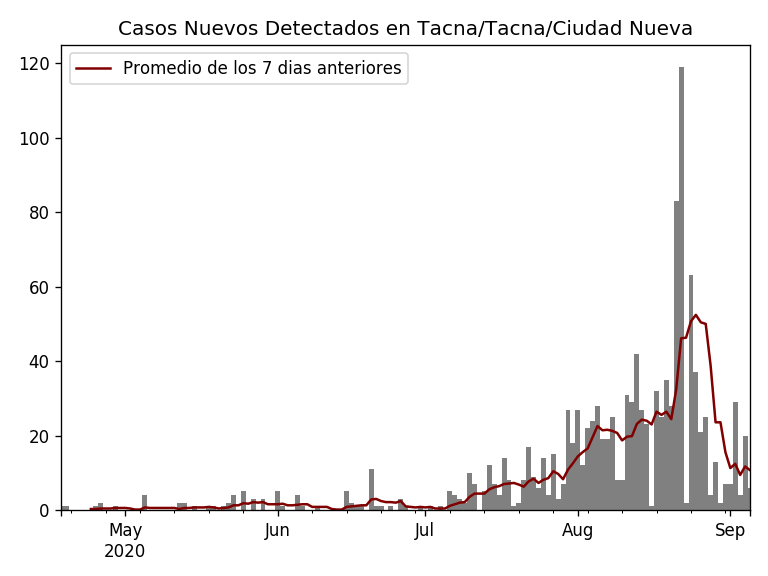 Casos Nuevos Detectados en Tacna/Tacna/Ciudad Nueva
Promedio de los 7 dias anteriores
120
100
80
60
40
20
0
May Jun Jul Aug Sep
2020